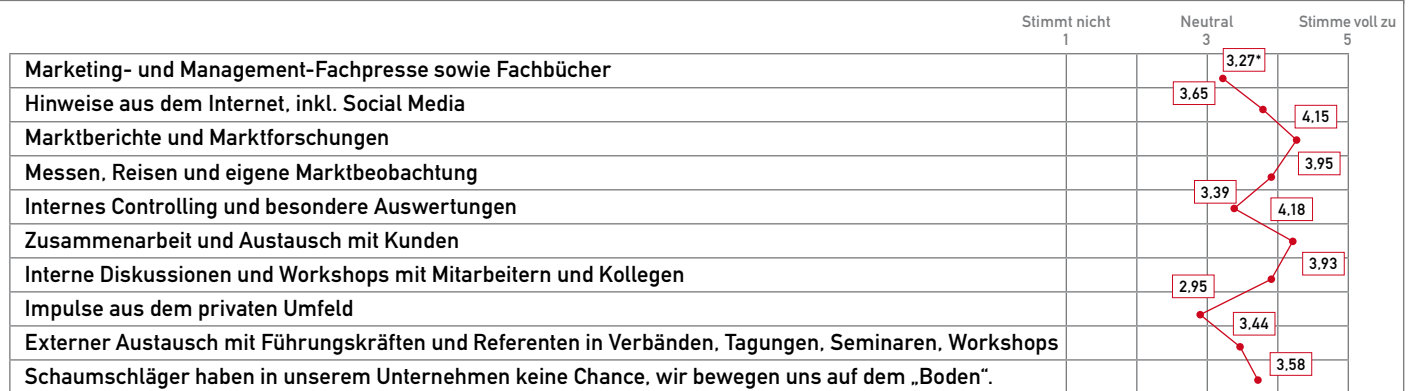 Stimmt nicht Neutral Stimme voll zu
1 3 5
Marketing- und Management-Fachpresse sowie Fachbücher 3,27*
Hinweise aus dem Internet, inkl. Social Media 3,65
Marktberichte und Marktforschungen 4,15
Messen, Reisen und eigene Marktbeobachtung 3,95
Internes Controlling und besondere Auswertungen 3,39
Zusammenarbeit und Austausch mit Kunden 4,18
Interne Diskussionen und Workshops mit Mitarbeitern und Kollegen 3,93
Impulse aus dem privaten Umfeld 2,95
Externer Austausch mit Führungskräften und Referenten in Verbänden, Tagungen, Seminaren, Workshops 3,44
Schaumschläger haben in unserem Unternehmen keine Chance, wir bewegen uns auf dem „Boden“. 3,58